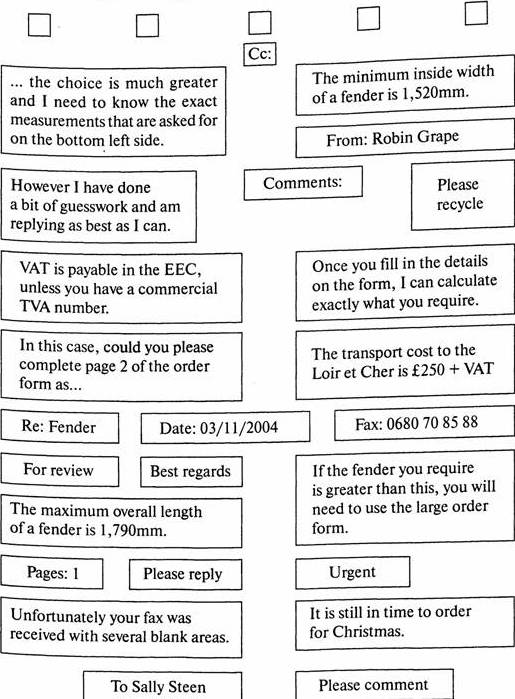 Cc:
... the choice is much greater
and I need to know the exact
measurements that are asked for
on the bottom left side.
The minimum inside width
of a fender is 1,520mm.
From: Robin Grape
However I have done
a bit of guesswork and am
replying as best as I can.
Comments:
Please
recycle
VAT is payable in the EEC,
unless you have a commercial
TVA number.
Once you fill in the details
on the form, I can calculate
exactly what you require.
In this case, could you please
complete page 2 of the order
form as...
The transport cost to the
Loir et Cher is £250 + VAT
Re: Fender
Date: 03/11/2004
Fax: 0680 70 85 88
For review
Best regards
If the fender you require
is greater than this, you will
need to use the large order
form.
The maximum overall length
of a fender is 1,790mm.
Pages: 1
Please reply
Urgent
Unfortunately your fax was
received with several blank areas.
It is still in time to order
for Christmas.
To Sally Steen
Please comment